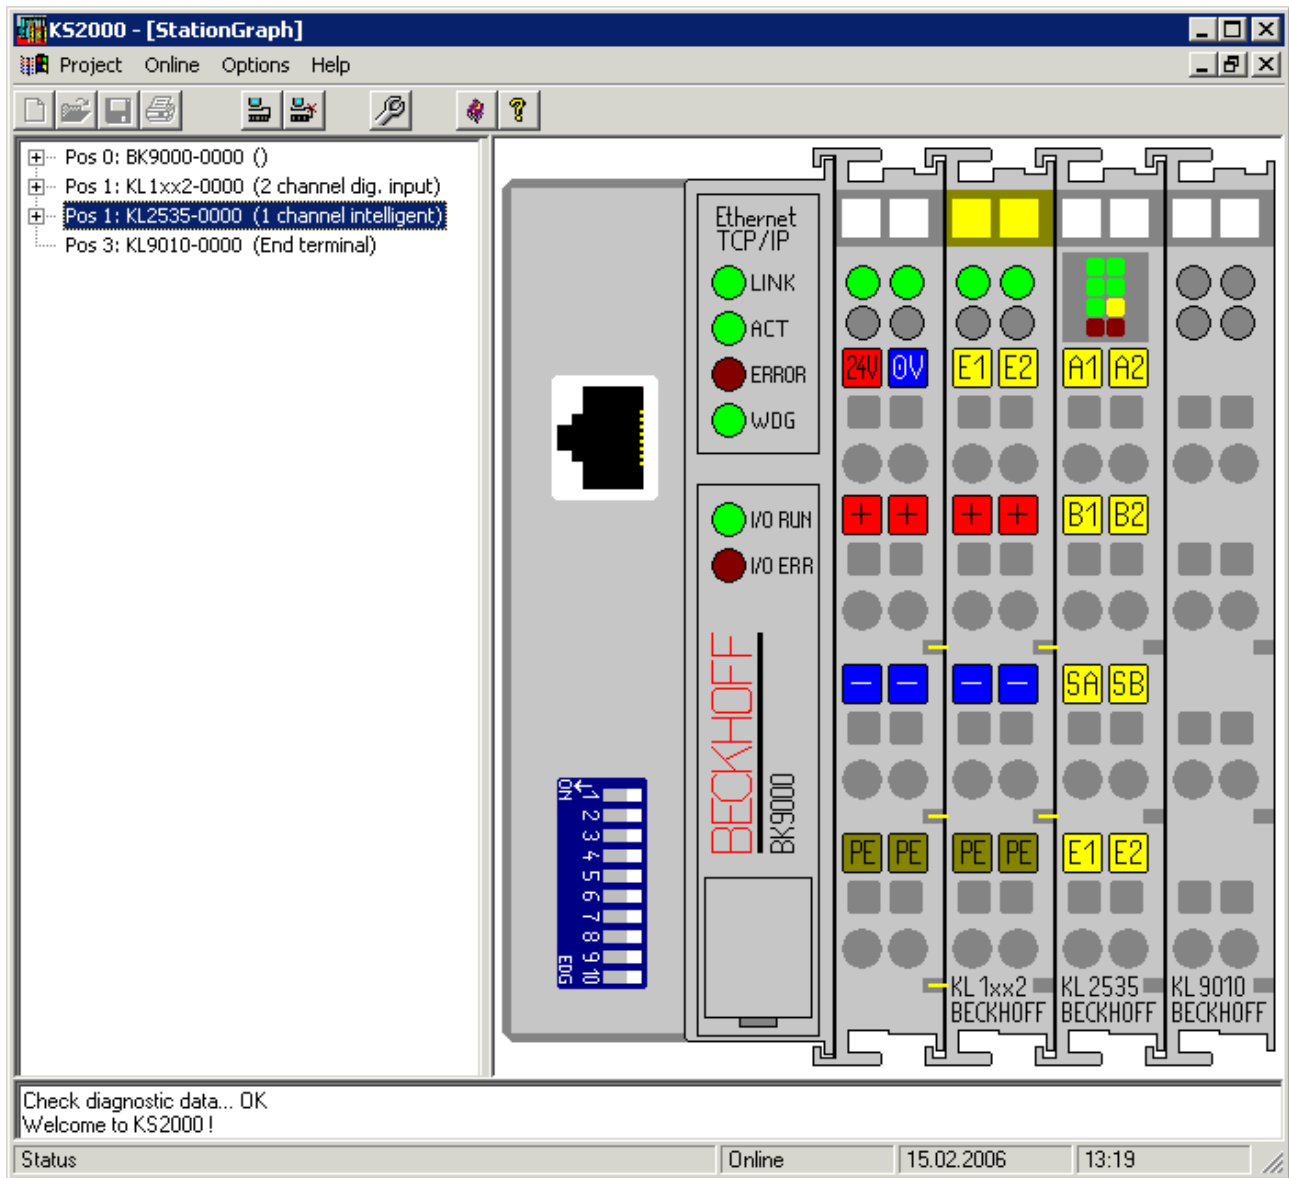 KS2000 - [StationGraph]
Project Online Options Help
Pos 0: BK9000-0000 ()
Pos 1: KL1xx2-0000 (2 channel dig. input)
Pos 1: KL2535-0000 (1 channel intelligent)
Pos 3: KL9010-0000 (End terminal)
Ethernet
TCP/IP
LINK
ACT
ERROR
WDG
I/O RUN
I/O ERR
BECKHOFF
BK9000
ON
1
2
3
4
5
6
7
8
9
10
EDG
24V 0V E1 E2 A1 A2
+ + + + B1 B2
- - - - SA SB
PE PE PE PE E1 E2
KL1xx2 KL2535 KL9010
BECKHOFF BECKHOFF BECKHOFF
Check diagnostic data... OK
Welcome to KS2000 !
Status Online 15.02.2006 13:19